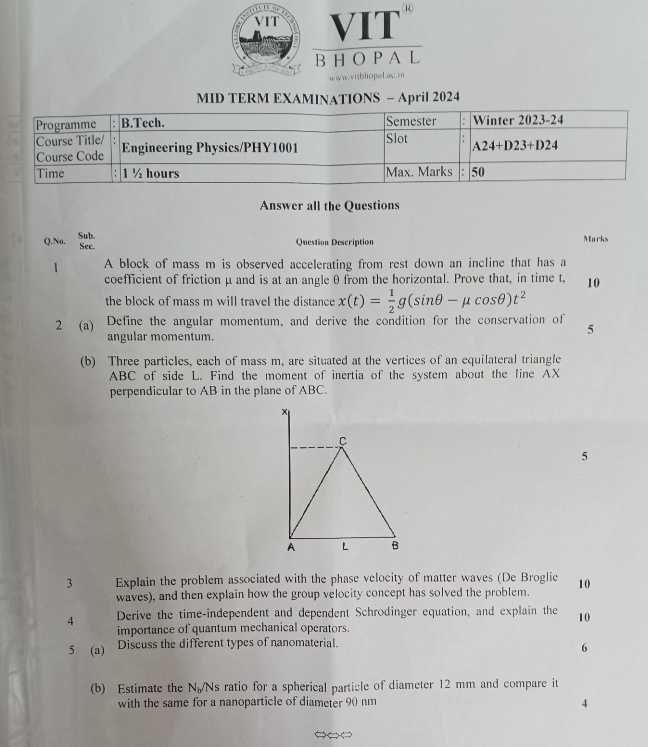 VELLORE INSTITUTE OF TECHNOLOGY
VIT
VIT®
BHOPAL
www.vitbhopal.ac.in
MID TERM EXAMINATIONS – April 2024
Programme : B.Tech. Semester : Winter 2023-24
Course Title/ Course Code : Engineering Physics/PHY1001 Slot : A24+D23+D24
Time : 1 ½ hours Max. Marks : 50
Answer all the Questions
Q.No. Sub. Sec. Question Description Marks
1 A block of mass m is observed accelerating from rest down an incline that has a
coefficient of friction μ and is at an angle θ from the horizontal. Prove that, in time t, 10
the block of mass m will travel the distance x(t) = 1/2 g(sinθ − μ cosθ)t²
2 (a) Define the angular momentum, and derive the condition for the conservation of
angular momentum. 5
(b) Three particles, each of mass m, are situated at the vertices of an equilateral triangle
ABC of side L. Find the moment of inertia of the system about the line AX
perpendicular to AB in the plane of ABC.
X
C
5
A L B
3 Explain the problem associated with the phase velocity of matter waves (De Broglie 10
waves), and then explain how the group velocity concept has solved the problem.
4 Derive the time-independent and dependent Schrodinger equation, and explain the 10
importance of quantum mechanical operators.
5 (a) Discuss the different types of nanomaterial. 6
(b) Estimate the Nb/Ns ratio for a spherical particle of diameter 12 mm and compare it
with the same for a nanoparticle of diameter 90 nm 4
⇔⇔⇔